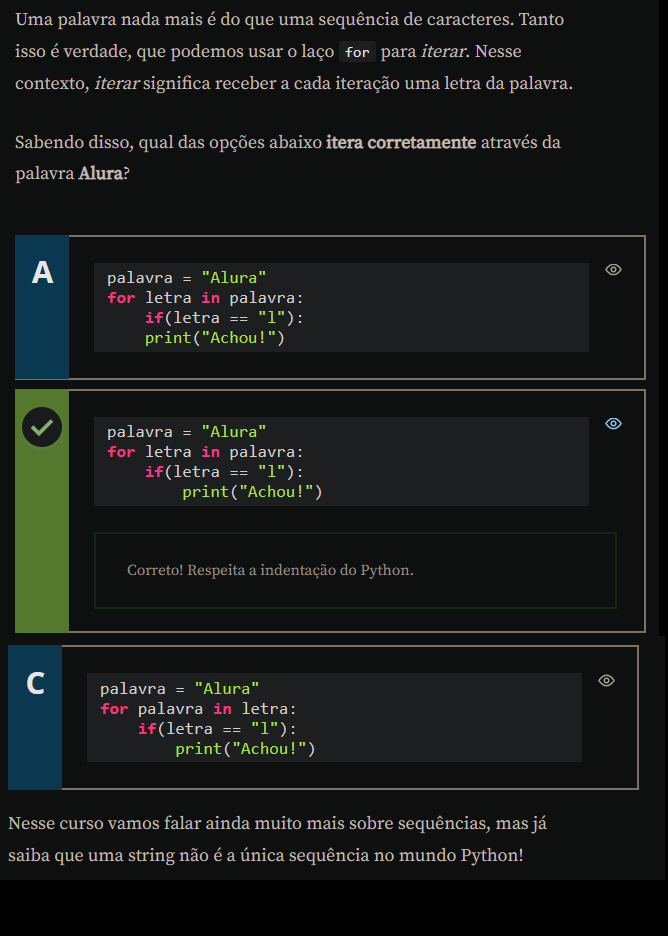 Uma palavra nada mais é do que uma sequência de caracteres. Tanto
isso é verdade, que podemos usar o laço for para iterar. Nesse
contexto, iterar significa receber a cada iteração uma letra da palavra.
Sabendo disso, qual das opções abaixo itera corretamente através da
palavra Alura?
A
palavra = "Alura"
for letra in palavra:
    if(letra == "l"):
    print("Achou!")
palavra = "Alura"
for letra in palavra:
    if(letra == "l"):
        print("Achou!")
Correto! Respeita a indentação do Python.
C
palavra = "Alura"
for palavra in letra:
    if(letra == "l"):
        print("Achou!")
Nesse curso vamos falar ainda muito mais sobre sequências, mas já
saiba que uma string não é a única sequência no mundo Python!